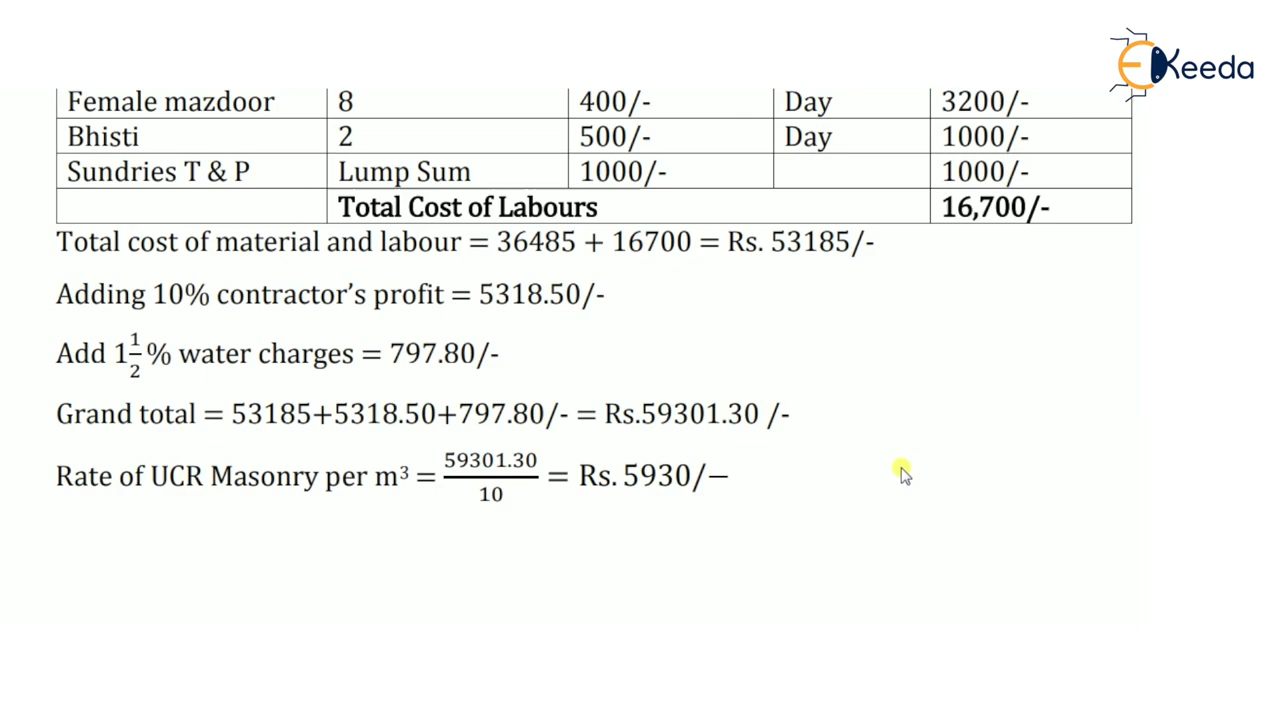 EKeeda
Female mazdoor 8 400/- Day 3200/-
Bhisti 2 500/- Day 1000/-
Sundries T & P Lump Sum 1000/- 1000/-
Total Cost of Labours 16,700/-
Total cost of material and labour = 36485 + 16700 = Rs. 53185/-
Adding 10% contractor’s profit = 5318.50/-
Add 1 1/2 % water charges = 797.80/-
Grand total = 53185+5318.50+797.80/- = Rs.59301.30 /-
Rate of UCR Masonry per m³ = 59301.30/10 = Rs. 5930/−